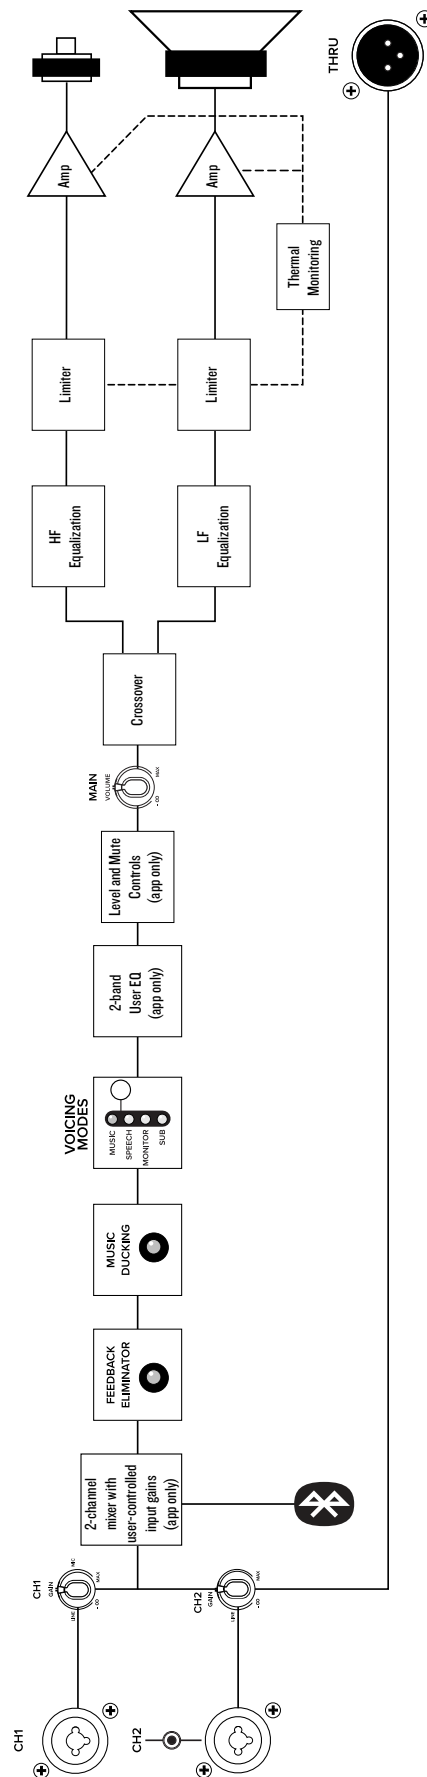 THRU
Amp
Amp
Thermal
Monitoring
Limiter
Limiter
HF
Equalization
LF
Equalization
Crossover
MAIN
VOLUME
- ∞
MAX
Level and Mute
Controls
(app only)
2-band
User EQ
(app only)
VOICING
MODES
MUSIC
SPEECH
MONITOR
SUB
MUSIC
DUCKING
FEEDBACK
ELIMINATOR
2-channel
mixer with
user-controlled
input gains
(app only)
CH1
GAIN
LINE
MIC
- ∞
MAX
CH2
GAIN
LINE
- ∞
MAX
CH1
CH2